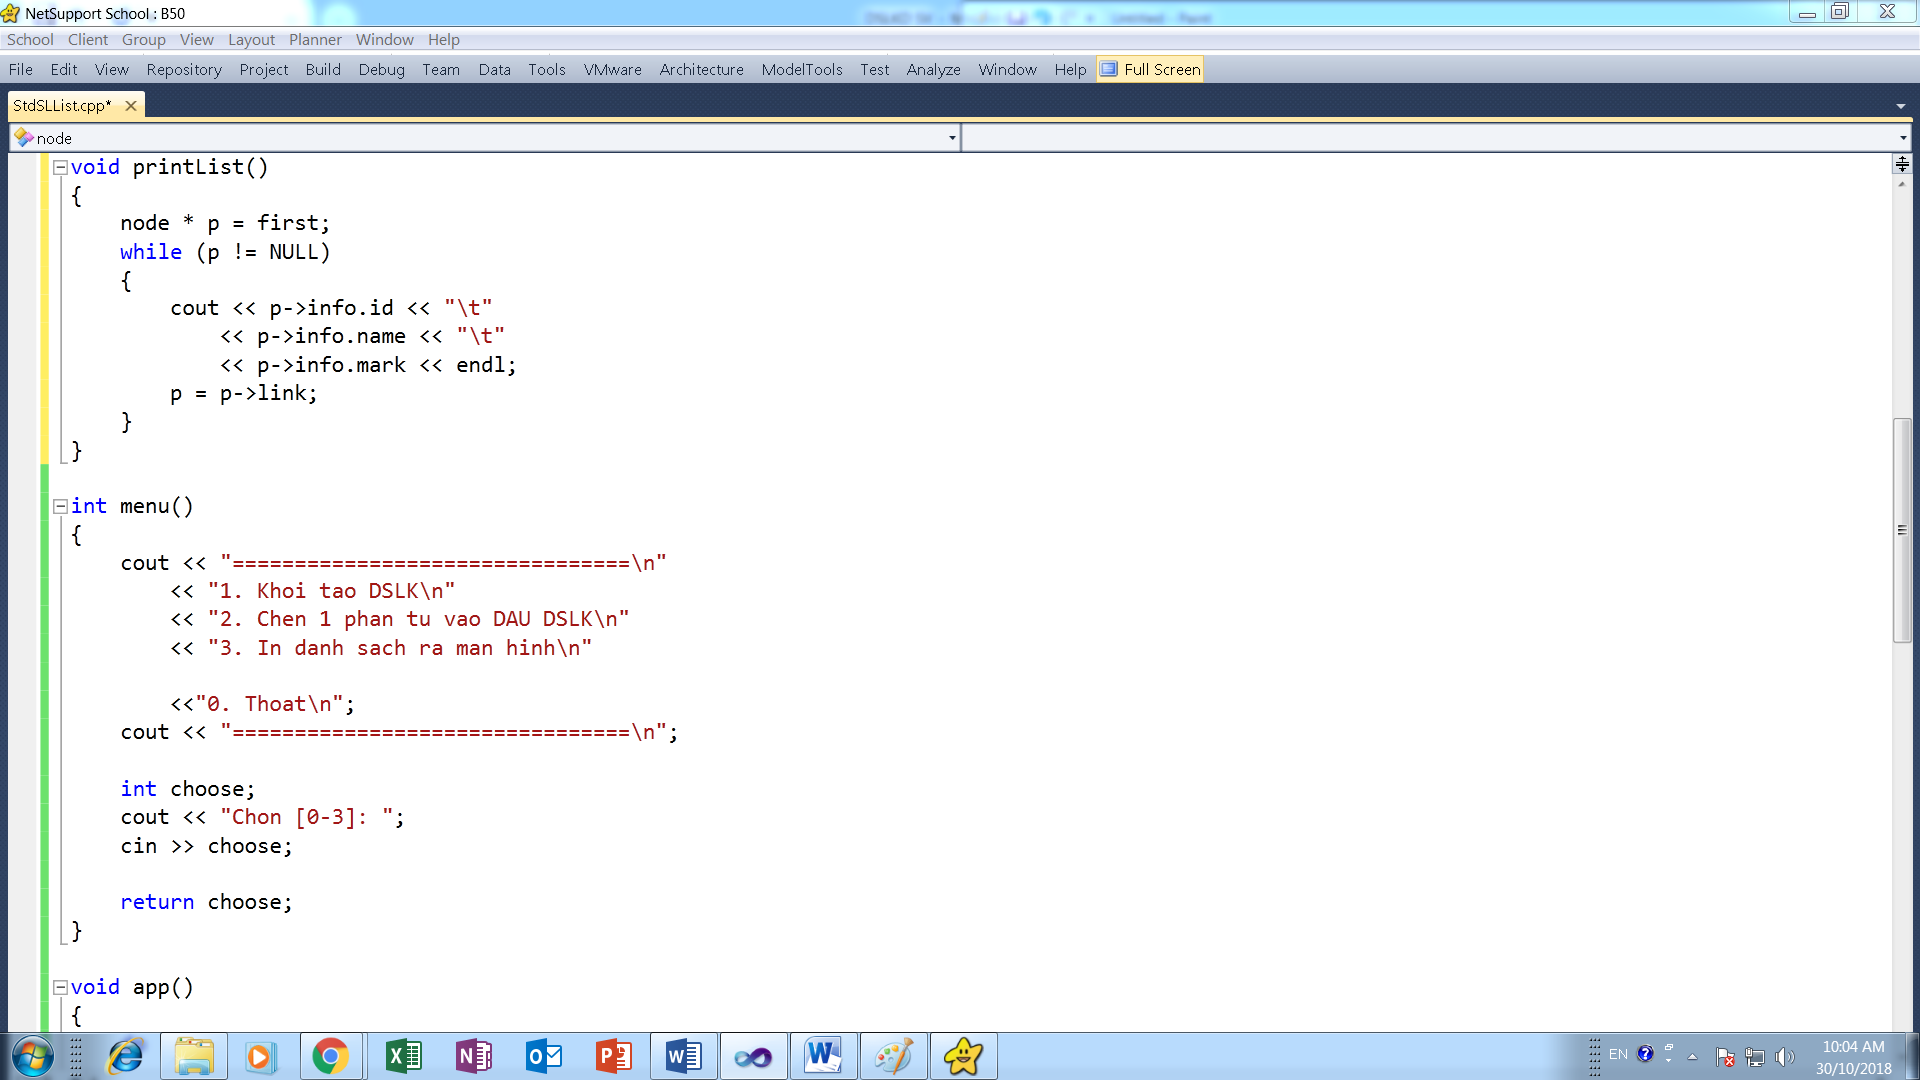 NetSupport School : B50
School Client Group View Layout Planner Window Help
File Edit View Repository Project Build Debug Team Data Tools VMware Architecture ModelTools Test Analyze Window Help Full Screen
StdSLList.cpp*
node
void printList()
{
node * p = first;
while (p != NULL)
{
cout << p->info.id << "\t"
<< p->info.name << "\t"
<< p->info.mark << endl;
p = p->link;
}
}
int menu()
{
cout << "================================\n"
<< "1. Khoi tao DSLK\n"
<< "2. Chen 1 phan tu vao DAU DSLK\n"
<< "3. In danh sach ra man hinh\n"
<<"0. Thoat\n";
cout << "================================\n";
int choose;
cout << "Chon [0-3]: ";
cin >> choose;
return choose;
}
void app()
{
EN
10:04 AM
30/10/2018